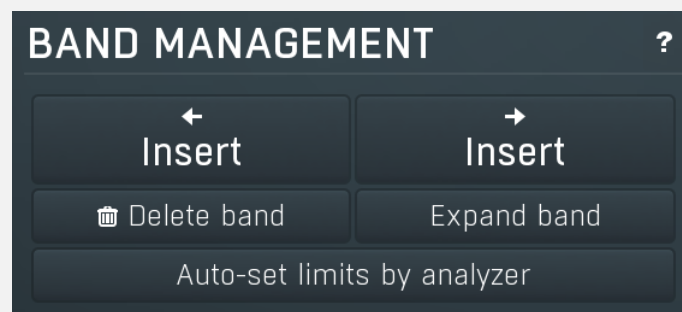 BAND MANAGEMENT ?
← →
Insert Insert
Delete band Expand band
Auto-set limits by analyzer